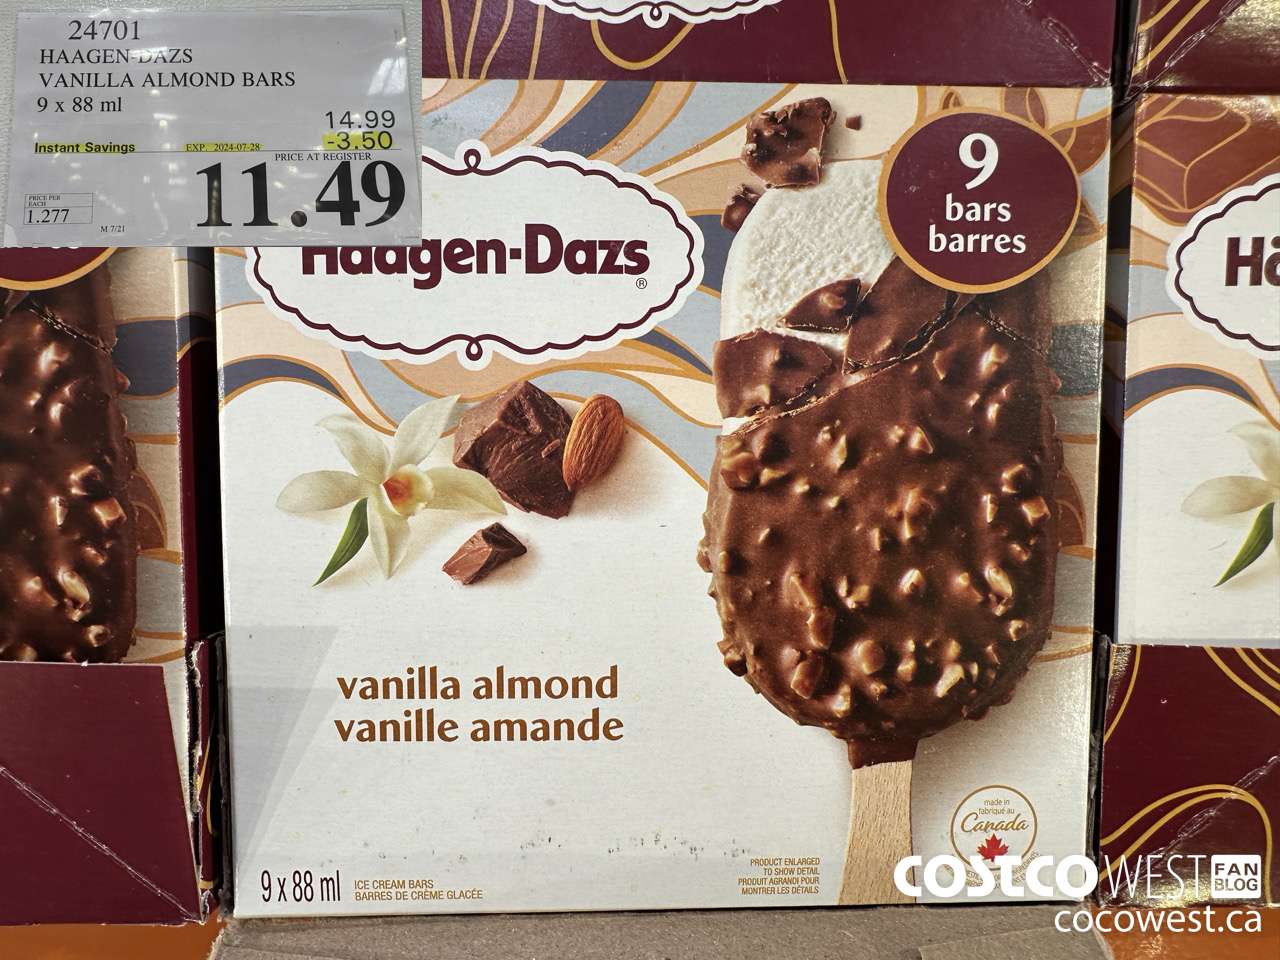 24701
HAAGEN-DAZS
VANILLA ALMOND BARS
9 x 88 ml
14.99
Instant Savings EXP. 2024-07-28 -3.50
PRICE AT REGISTER
11.49
PRICE PER
EACH
1.277
M 7/21
Häagen-Dazs
®
9
bars
barres
Hä
vanilla almond
vanille amande
made in
fabriqué au
Canada
9 x 88 ml
ICE CREAM BARS
BARRES DE CRÈME GLACÉE
PRODUCT ENLARGED
TO SHOW DETAIL
PRODUIT AGRANDI POUR
MONTRER LES DÉTAILS
COSTCO WEST FAN
BLOG
cocowest.ca